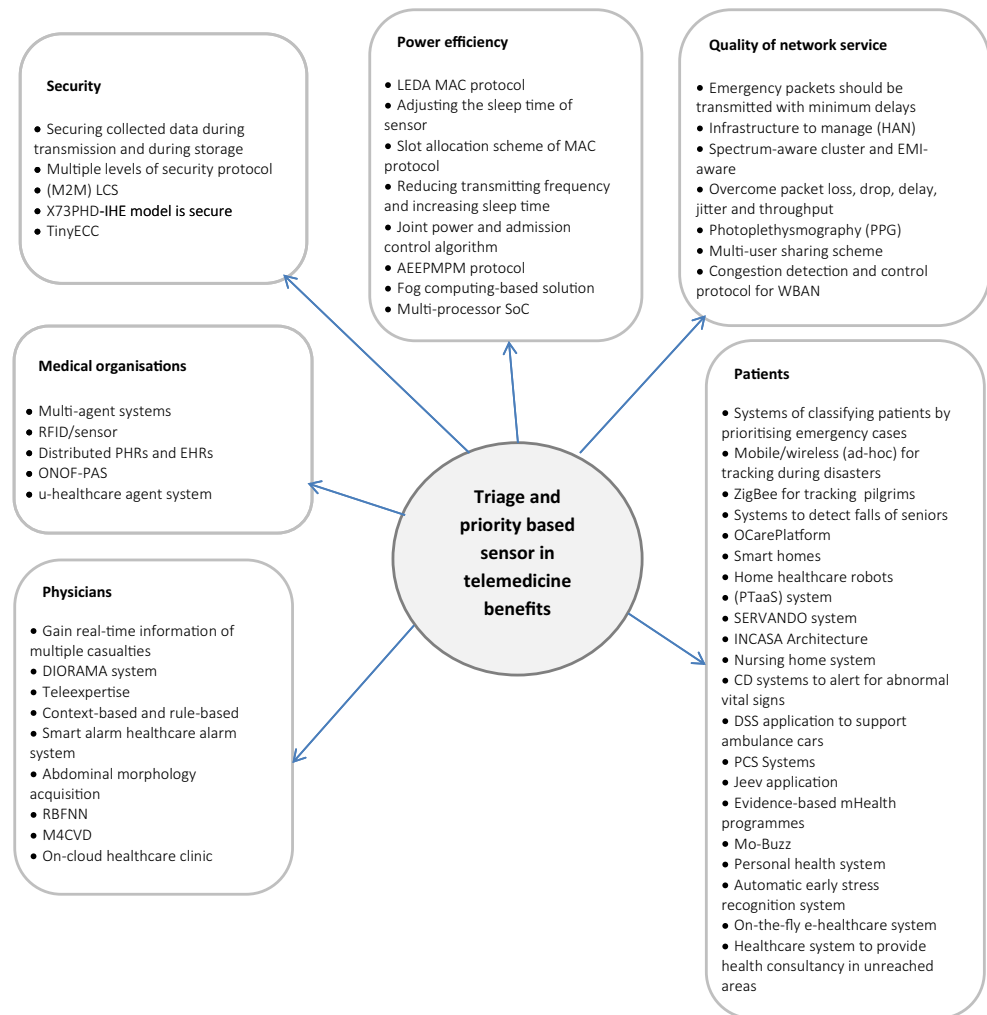 Security
● Securing collected data during
transmission and during storage
● Multiple levels of security protocol
● (M2M) LCS
● X73PHD-IHE model is secure
● TinyECC
Power efficiency
● LEDA MAC protocol
● Adjusting the sleep time of
sensor
● Slot allocation scheme of MAC
protocol
● Reducing transmitting frequency
and increasing sleep time
● Joint power and admission
control algorithm
● AEEPMPM protocol
● Fog computing-based solution
● Multi-processor SoC
Quality of network service
● Emergency packets should be
transmitted with minimum delays
● Infrastructure to manage (HAN)
● Spectrum-aware cluster and EMI-
aware
● Overcome packet loss, drop, delay,
jitter and throughput
● Photoplethysmography (PPG)
● Multi-user sharing scheme
● Congestion detection and control
protocol for WBAN
Medical organisations
● Multi-agent systems
● RFID/sensor
● Distributed PHRs and EHRs
● ONOF-PAS
● u-healthcare agent system
Triage and
priority based
sensor in
telemedicine
benefits
Patients
● Systems of classifying patients by
prioritising emergency cases
● Mobile/wireless (ad-hoc) for
tracking during disasters
● ZigBee for tracking pilgrims
● Systems to detect falls of seniors
● OCarePlatform
● Smart homes
● Home healthcare robots
● (PTaaS) system
● SERVANDO system
● INCASA Architecture
● Nursing home system
● CD systems to alert for abnormal
vital signs
● DSS application to support
ambulance cars
● PCS Systems
● Jeev application
● Evidence-based mHealth
programmes
● Mo-Buzz
● Personal health system
● Automatic early stress
recognition system
● On-the-fly e-healthcare system
● Healthcare system to provide
health consultancy in unreached
areas
Physicians
● Gain real-time information of
multiple casualties
● DIORAMA system
● Teleexpertise
● Context-based and rule-based
● Smart alarm healthcare alarm
system
● Abdominal morphology
acquisition
● RBFNN
● M4CVD
● On-cloud healthcare clinic